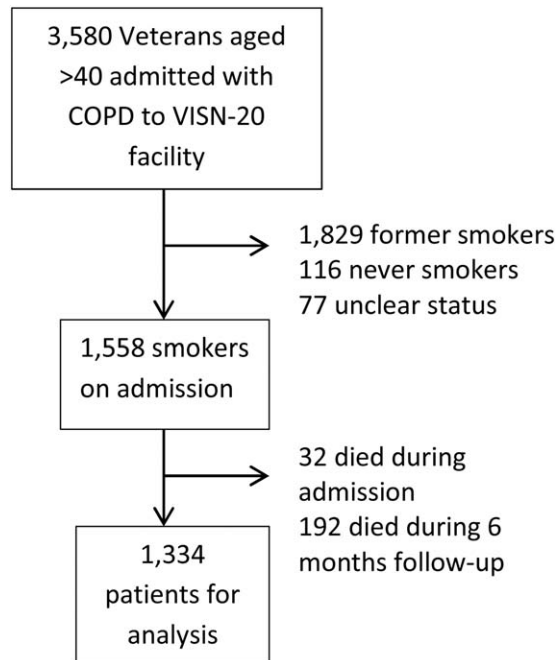 3,580 Veterans aged
>40 admitted with
COPD to VISN-20
facility
1,829 former smokers
116 never smokers
77 unclear status
1,558 smokers
on admission
32 died during
admission
192 died during 6
months follow-up
1,334
patients for
analysis